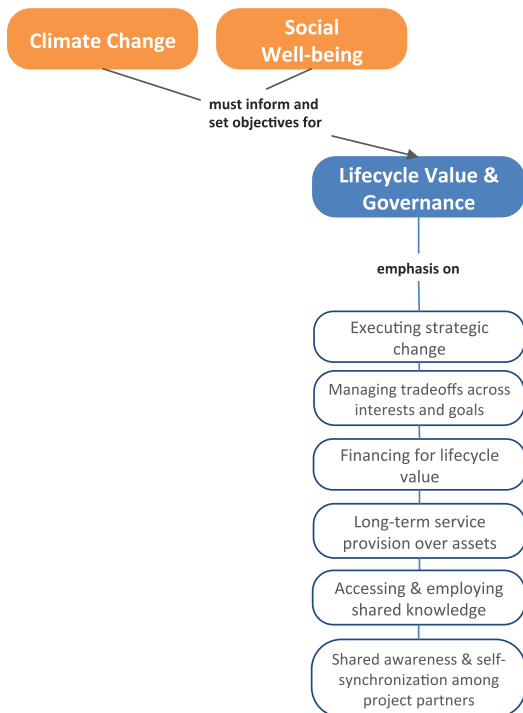 Climate Change
Social
Well-being
must inform and
set objectives for
Lifecycle Value &
Governance
emphasis on
Executing strategic
change
Managing tradeoffs across
interests and goals
Financing for lifecycle
value
Long-term service
provision over assets
Accessing & employing
shared knowledge
Shared awareness & self-
synchronization among
project partners